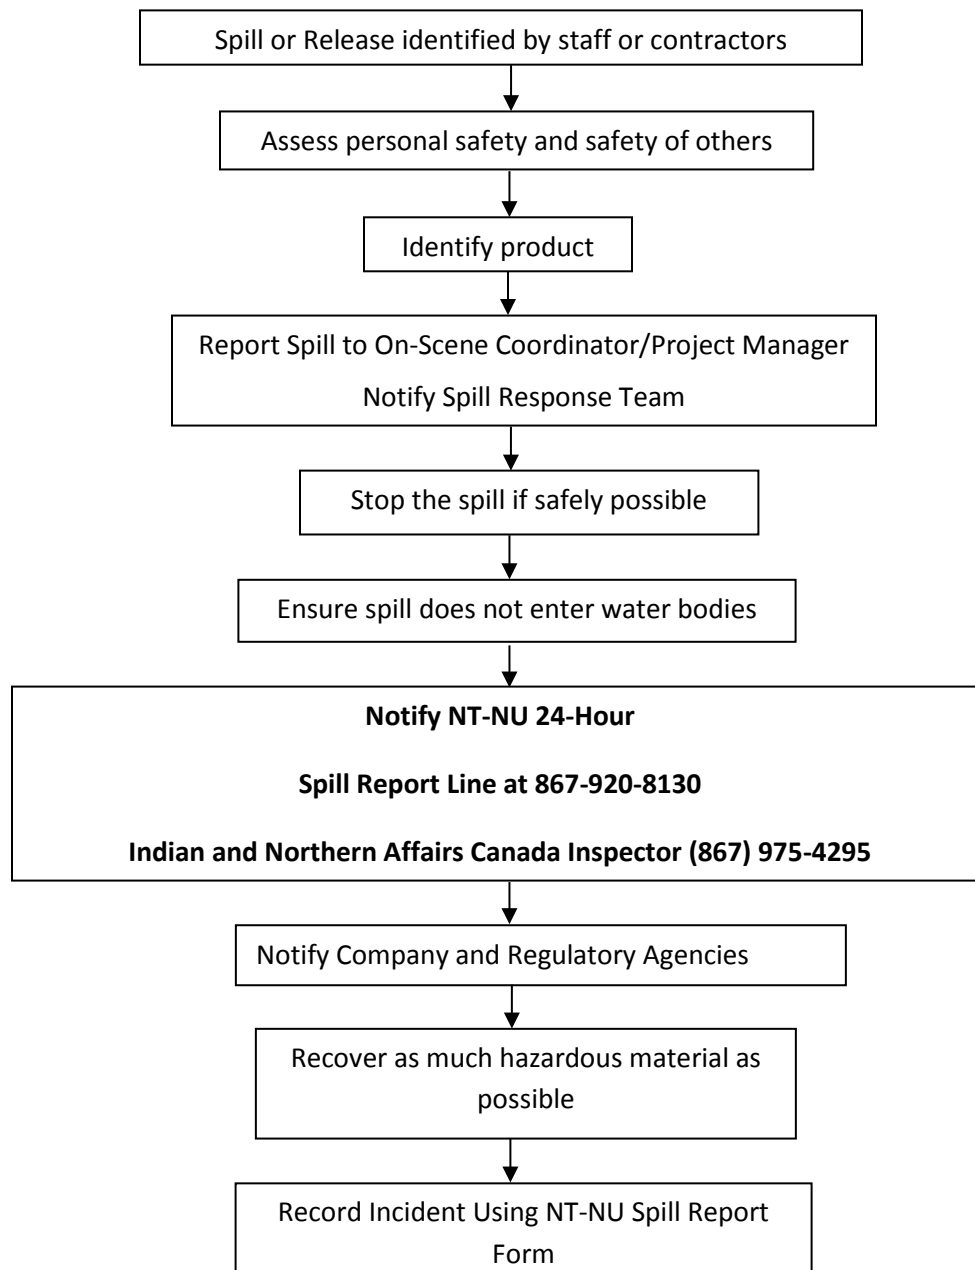 Spill or Release identified by staff or contractors
Assess personal safety and safety of others
Identify product
Report Spill to On-Scene Coordinator/Project Manager
Notify Spill Response Team
Stop the spill if safely possible
Ensure spill does not enter water bodies
Notify NT-NU 24-Hour
Spill Report Line at 867-920-8130
Indian and Northern Affairs Canada Inspector (867) 975-4295
Notify Company and Regulatory Agencies
Recover as much hazardous material as
possible
Record Incident Using NT-NU Spill Report
Form